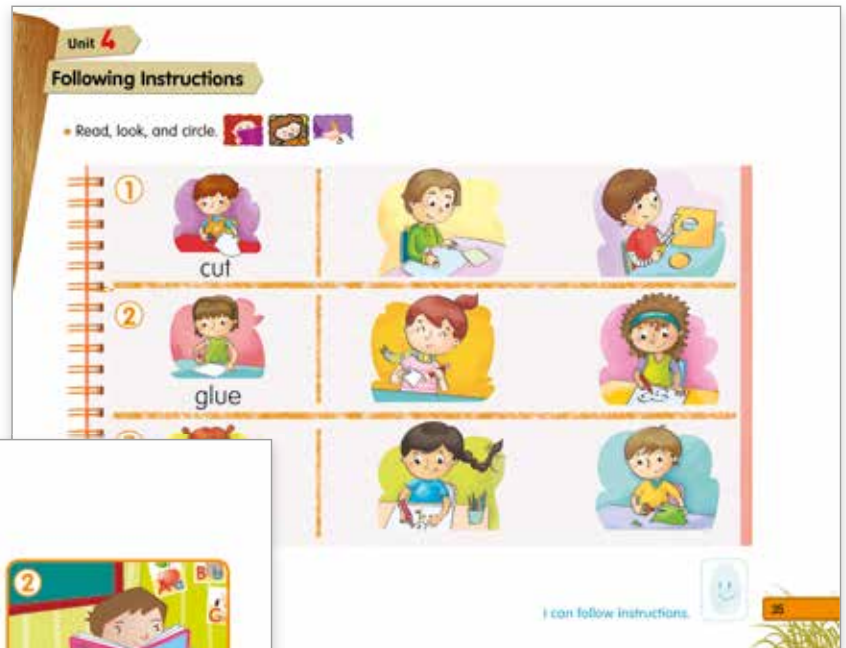 Unit 4
Following Instructions
• Read, look, and circle.
1
cut
2
glue
2
B
G
I can follow instructions.
35